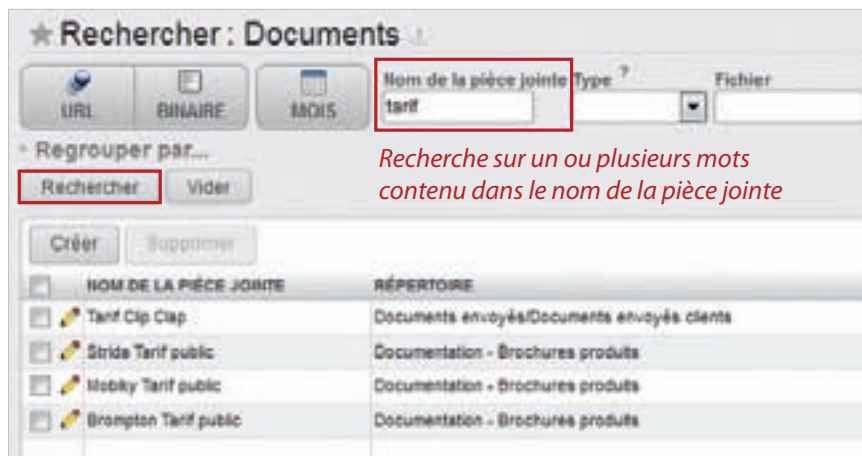 Rechercher : Documents
URL BINAIRE MOIS
Nom de la pièce jointe Type ? Fichier
tarif
Regrouper par...
Rechercher Vider
Recherche sur un ou plusieurs mots
contenu dans le nom de la pièce jointe
Créer Supprimer
NOM DE LA PIÈCE JOINTE RÉPERTOIRE
Tarif Clip Clap Documents envoyés/Documents envoyés clients
Strida Tarif public Documentation - Brochures produits
Mobiky Tarif public Documentation - Brochures produits
Brompton Tarif public Documentation - Brochures produits